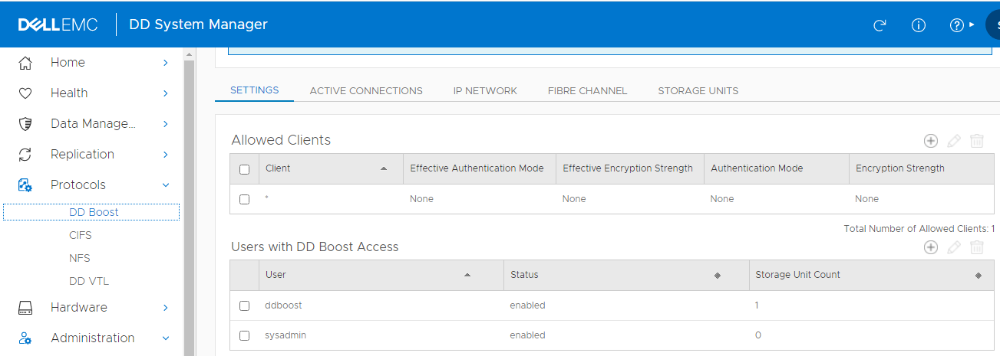 DELLEMC DD System Manager
Home
Health
Data Manage...
Replication
Protocols
DD Boost
CIFS
NFS
DD VTL
Hardware
Administration
SETTINGS ACTIVE CONNECTIONS IP NETWORK FIBRE CHANNEL STORAGE UNITS
Allowed Clients
Client Effective Authentication Mode Effective Encryption Strength Authentication Mode Encryption Strength
* None None None None
Total Number of Allowed Clients: 1
Users with DD Boost Access
User Status Storage Unit Count
ddboost enabled 1
sysadmin enabled 0